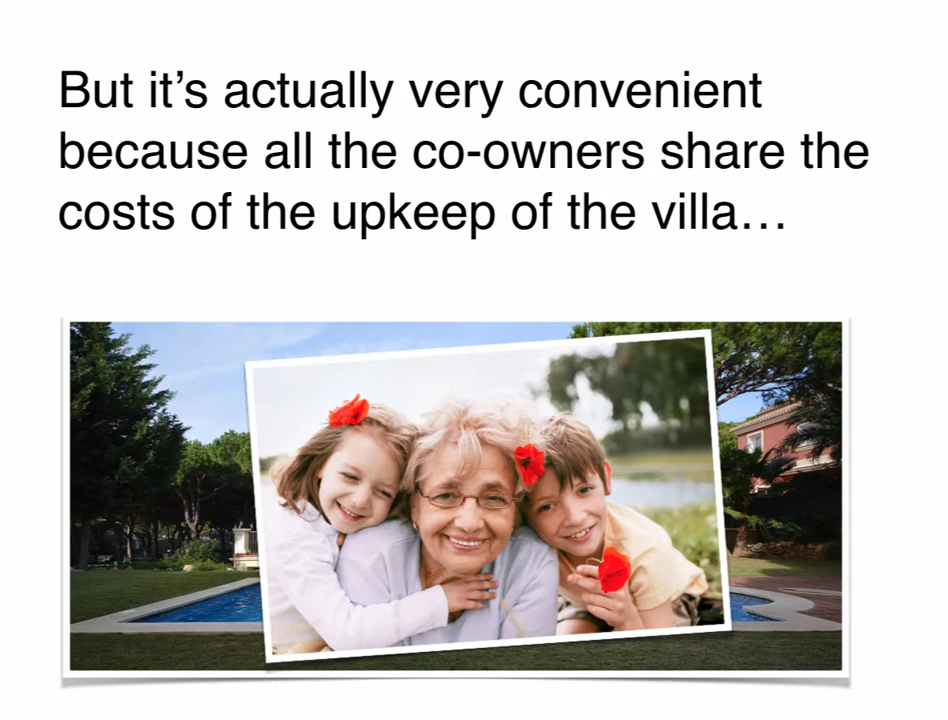 But it’s actually very convenient
because all the co-owners share the
costs of the upkeep of the villa…